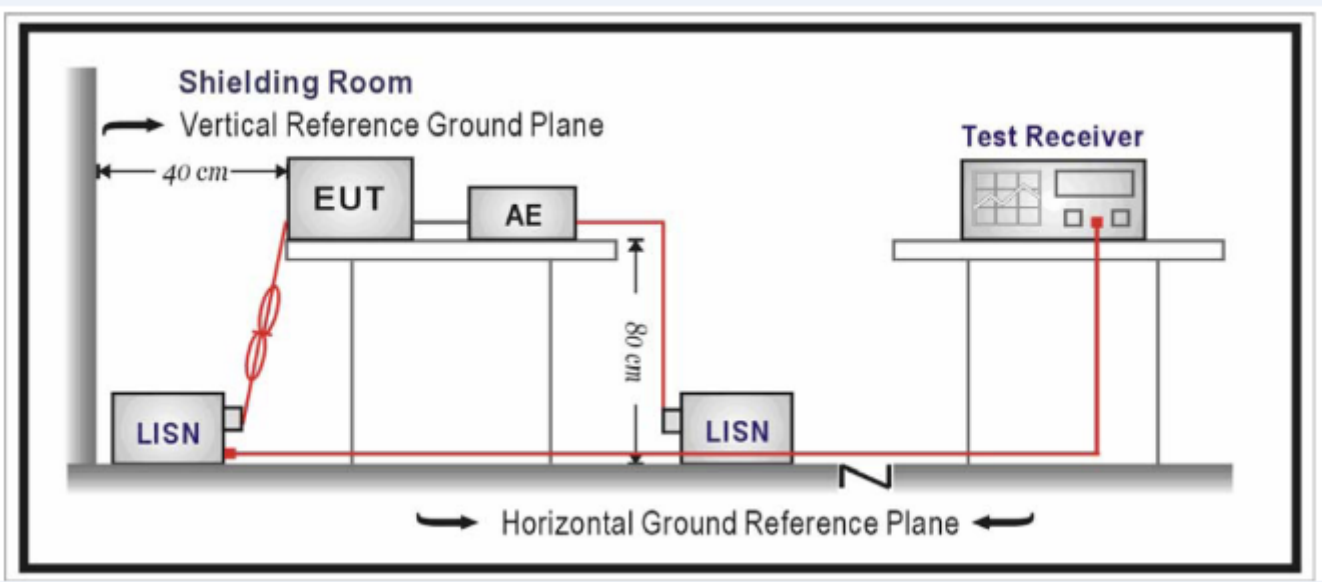 Shielding Room
Vertical Reference Ground Plane
Test Receiver
40 cm
EUT
AE
80 cm
LISN
LISN
Horizontal Ground Reference Plane